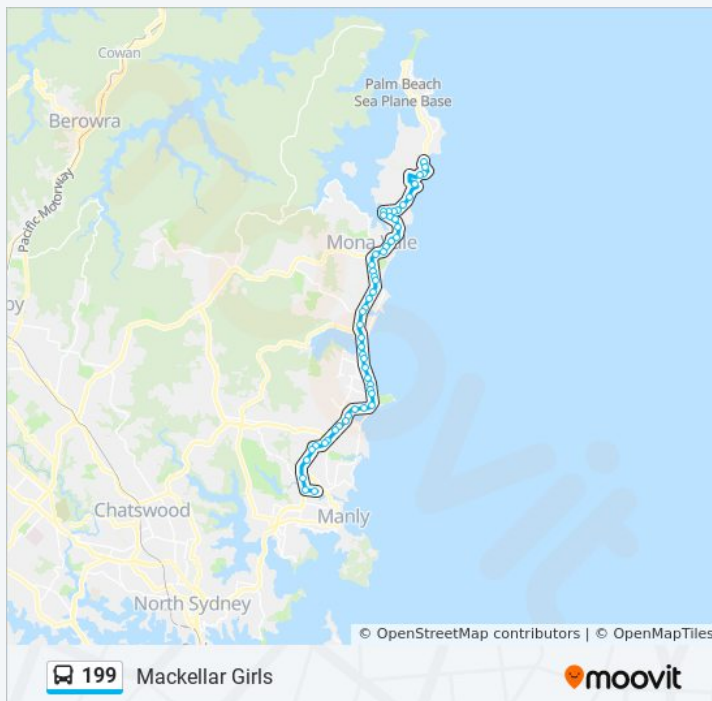 Cowan
Palm Beach
Sea Plane Base
Berowra
Pacific Motorway
Mona Vale
by
Chatswood
Manly
North Sydney
© OpenStreetMap contributors | © OpenMapTiles
199 Mackellar Girls
moovit